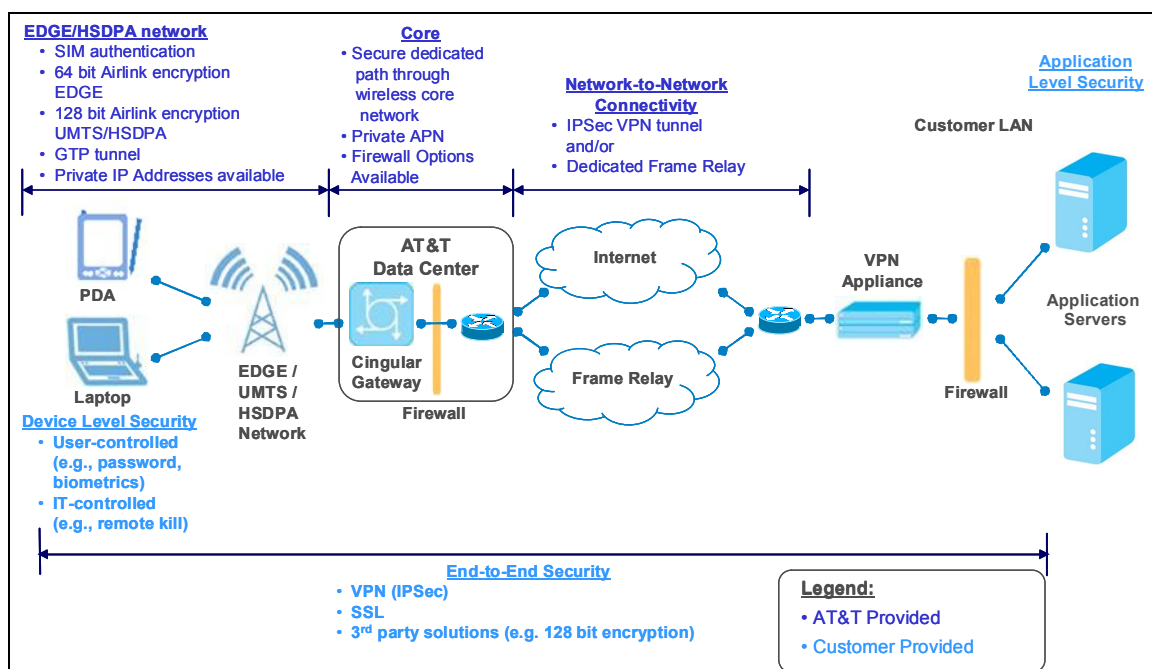 EDGE/HSDPA network
• SIM authentication
• 64 bit Airlink encryption
EDGE
• 128 bit Airlink encryption
UMTS/HSDPA
• GTP tunnel
• Private IP Addresses available
Core
• Secure dedicated
path through
wireless core
network
• Private APN
• Firewall Options
Available
Network-to-Network
Connectivity
• IPSec VPN tunnel
and/or
• Dedicated Frame Relay
Application
Level Security
Customer LAN
PDA
Laptop
EDGE /
UMTS /
HSDPA
Network
AT&T
Data Center
Cingular
Gateway
Firewall
Internet
Frame Relay
VPN
Appliance
Firewall
Application
Servers
Device Level Security
• User-controlled
(e.g., password,
biometrics)
• IT-controlled
(e.g., remote kill)
End-to-End Security
• VPN (IPSec)
• SSL
• 3rd party solutions (e.g. 128 bit encryption)
Legend:
• AT&T Provided
• Customer Provided